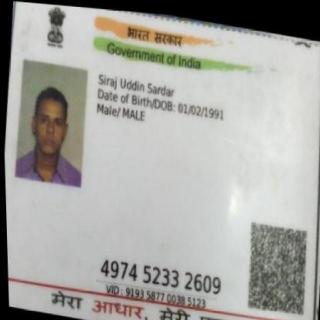 भारत सरकार
Government of India
Siraj Uddin Sardar
Date of Birth/DOB: 01/02/1991
Male/ MALE
4974 5233 2609
VID : 9193 5877 0038 5123
मेरा आधार, मेरी